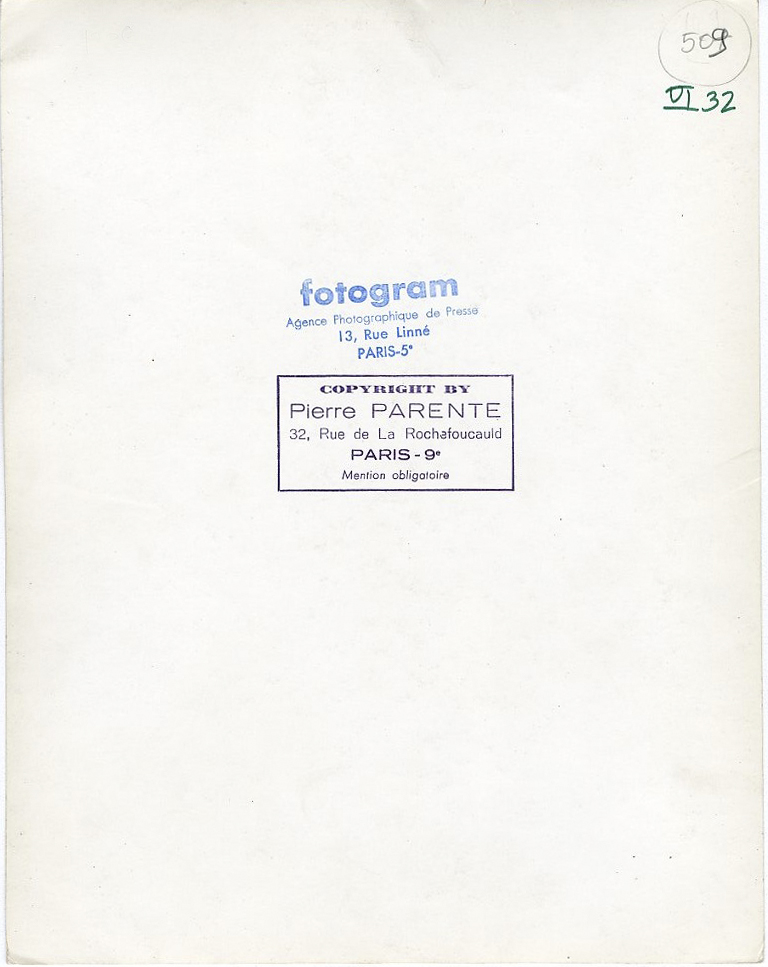 509
VI 32
fotogram
Agence Photographique de Presse
13, Rue Linné
PARIS-5e
COPYRIGHT BY
Pierre PARENTE
32, Rue de La Rochafoucauld
PARIS - 9e
Mention obligatoire